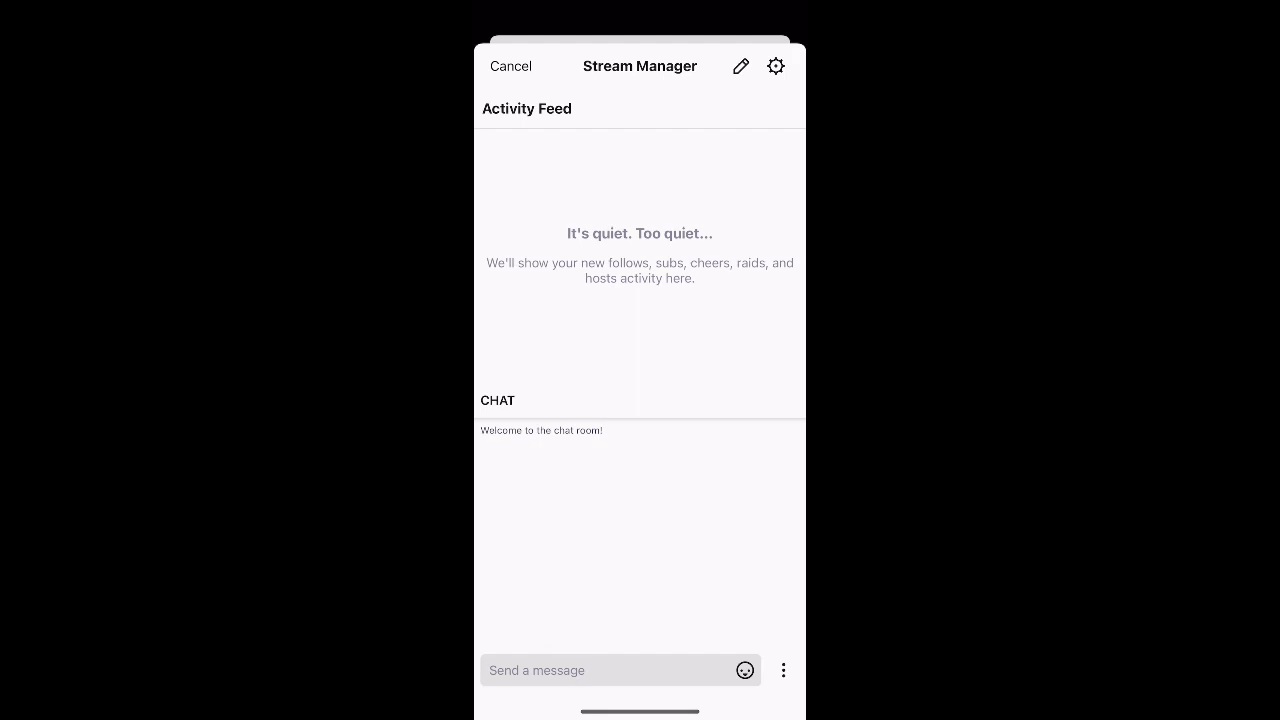 Cancel
Stream Manager
Activity Feed
It's quiet. Too quiet...
We'll show your new follows, subs, cheers, raids, and
hosts activity here.
CHAT
Welcome to the chat room!
Send a message